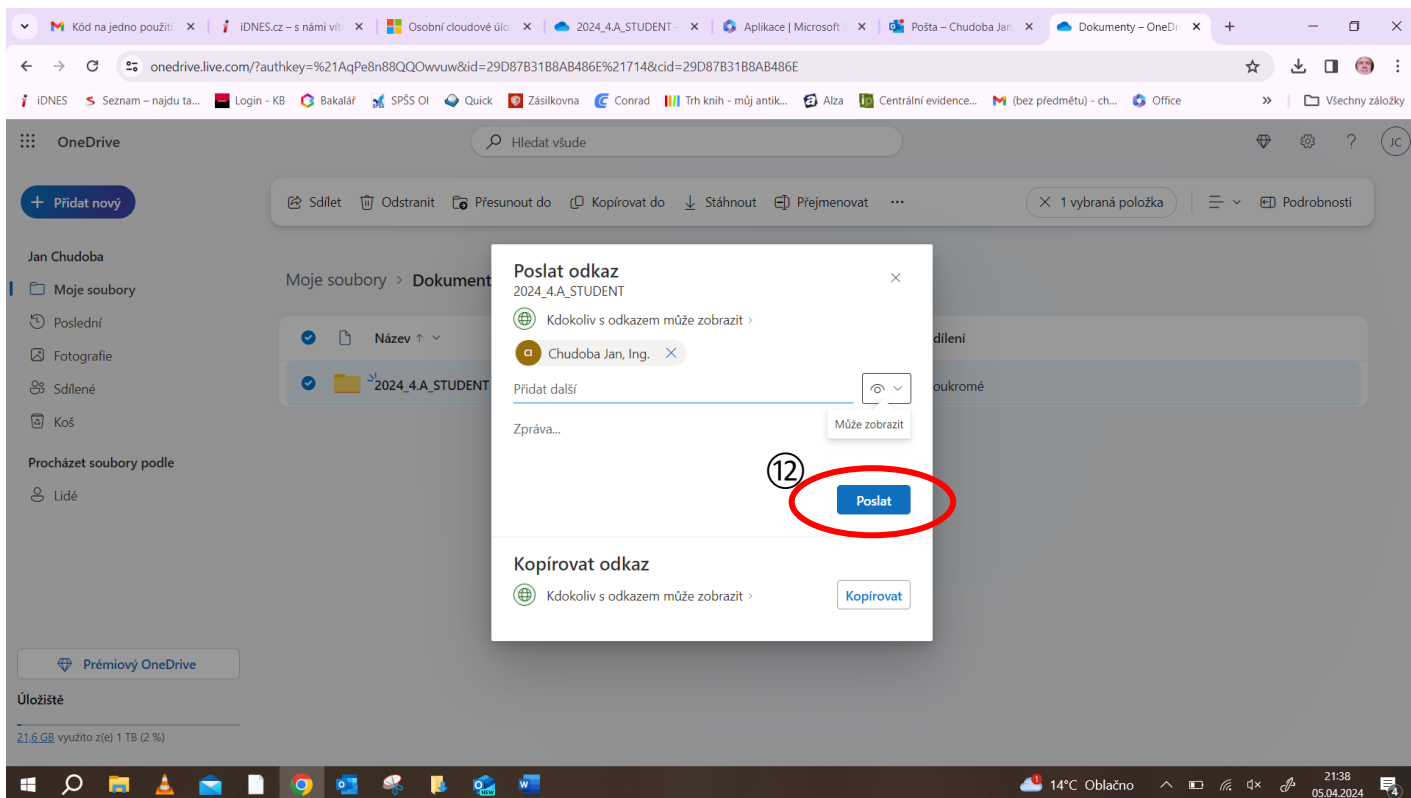 Kód na jedno použití
iDNES.cz – s námi víte
Osobní cloudové úlo
2024_4.A_STUDENT -
Aplikace | Microsoft
Pošta – Chudoba Jan
Dokumenty – OneDri
onedrive.live.com/?authkey=%21AqPe8n88QQOwvuw&id=29D87B31B8AB486E%21714&cid=29D87B31B8AB486E
iDNES
Seznam – najdu ta...
Login - KB
Bakalář
SPŠS OI
Quick
Zásilkovna
Conrad
Trh knih - můj antik...
Alza
Centrální evidence...
(bez předmětu) - ch...
Office
»
Všechny záložky
OneDrive
Hledat všude
JC
Přidat nový
Sdílet
Odstranit
Přesunout do
Kopírovat do
Stáhnout
Přejmenovat
...
1 vybraná položka
Podrobnosti
Jan Chudoba
Moje soubory
Poslední
Fotografie
Sdílené
Koš
Procházet soubory podle
Lidé
Moje soubory > Dokument
Název
dílení
2024_4.A_STUDENT
oukromé
Poslat odkaz
2024_4.A_STUDENT
Kdokoliv s odkazem může zobrazit >
CI
Chudoba Jan, Ing.
Přidat další
Může zobrazit
Zpráva...
⑫
Poslat
Kopírovat odkaz
Kdokoliv s odkazem může zobrazit >
Kopírovat
Prémiový OneDrive
Úložiště
21,6 GB využito z(e) 1 TB (2 %)
NEW
14°C Oblačno
21:38
05.04.2024
4